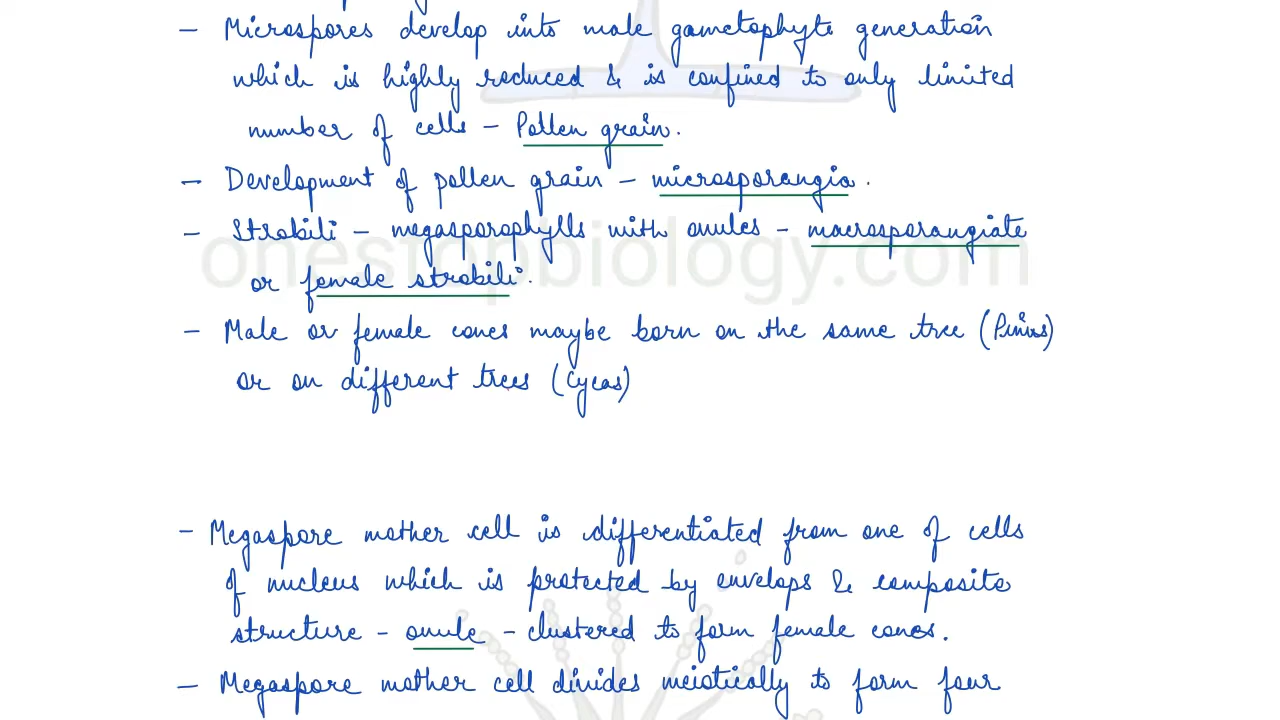 - Microspores develop into male gametophyte generation
which is highly reduced & is confined to only limited
number of cells - Pollen grain.
- Development of pollen grain - microsporangia.
- Strobili - megasporophylls with ovules - macrosporangiate
or female strobili.
- Male or female cones maybe born on the same tree (Pinus)
or on different trees (Cycas)
- Megaspore mother cell is differentiated from one of cells
of nucleus which is protected by envelops & composite
structure - ovule - clustered to form female cones.
- Megaspore mother cell divides meiotically to form four
onestopbiology.com